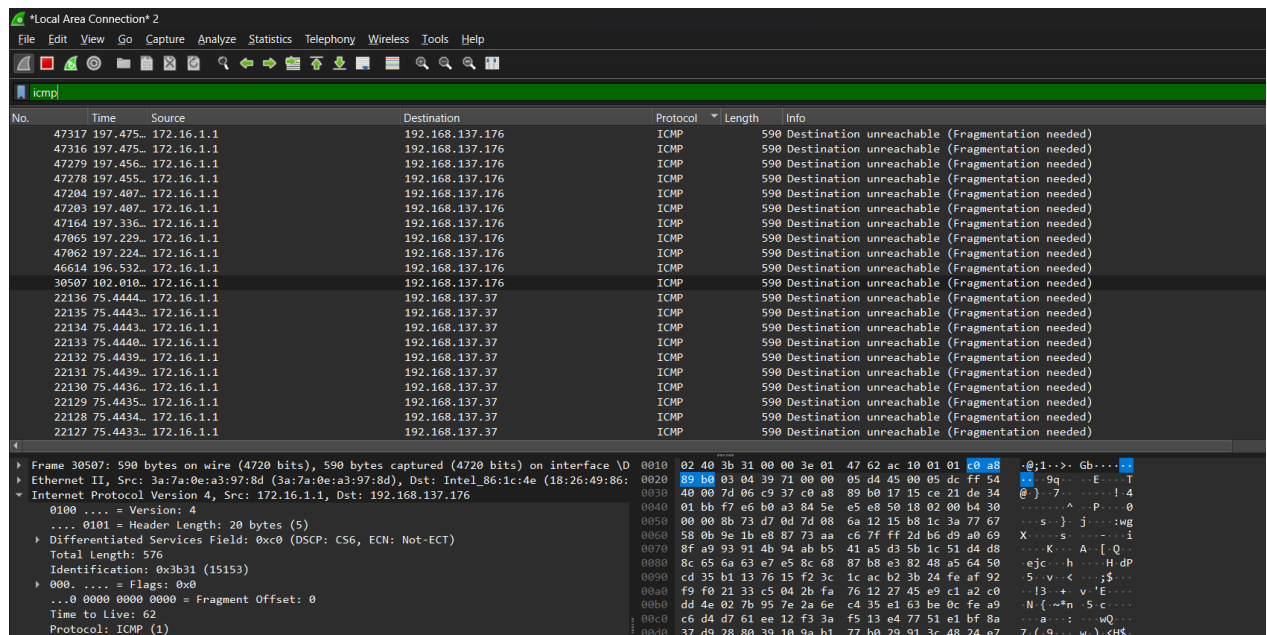 *Local Area Connection* 2
File Edit View Go Capture Analyze Statistics Telephony Wireless Tools Help
icmp
No. Time Source Destination Protocol Length Info
47317 197.475… 172.16.1.1 192.168.137.176 ICMP 590 Destination unreachable (Fragmentation needed)
47316 197.475… 172.16.1.1 192.168.137.176 ICMP 590 Destination unreachable (Fragmentation needed)
47279 197.456… 172.16.1.1 192.168.137.176 ICMP 590 Destination unreachable (Fragmentation needed)
47278 197.455… 172.16.1.1 192.168.137.176 ICMP 590 Destination unreachable (Fragmentation needed)
47204 197.407… 172.16.1.1 192.168.137.176 ICMP 590 Destination unreachable (Fragmentation needed)
47203 197.407… 172.16.1.1 192.168.137.176 ICMP 590 Destination unreachable (Fragmentation needed)
47164 197.336… 172.16.1.1 192.168.137.176 ICMP 590 Destination unreachable (Fragmentation needed)
47065 197.229… 172.16.1.1 192.168.137.176 ICMP 590 Destination unreachable (Fragmentation needed)
47062 197.224… 172.16.1.1 192.168.137.176 ICMP 590 Destination unreachable (Fragmentation needed)
46614 196.532… 172.16.1.1 192.168.137.176 ICMP 590 Destination unreachable (Fragmentation needed)
30507 102.010… 172.16.1.1 192.168.137.176 ICMP 590 Destination unreachable (Fragmentation needed)
22136 75.4444… 172.16.1.1 192.168.137.37 ICMP 590 Destination unreachable (Fragmentation needed)
22135 75.4443… 172.16.1.1 192.168.137.37 ICMP 590 Destination unreachable (Fragmentation needed)
22134 75.4443… 172.16.1.1 192.168.137.37 ICMP 590 Destination unreachable (Fragmentation needed)
22133 75.4440… 172.16.1.1 192.168.137.37 ICMP 590 Destination unreachable (Fragmentation needed)
22132 75.4439… 172.16.1.1 192.168.137.37 ICMP 590 Destination unreachable (Fragmentation needed)
22131 75.4439… 172.16.1.1 192.168.137.37 ICMP 590 Destination unreachable (Fragmentation needed)
22130 75.4436… 172.16.1.1 192.168.137.37 ICMP 590 Destination unreachable (Fragmentation needed)
22129 75.4435… 172.16.1.1 192.168.137.37 ICMP 590 Destination unreachable (Fragmentation needed)
22128 75.4434… 172.16.1.1 192.168.137.37 ICMP 590 Destination unreachable (Fragmentation needed)
22127 75.4433… 172.16.1.1 192.168.137.37 ICMP 590 Destination unreachable (Fragmentation needed)
Frame 30507: 590 bytes on wire (4720 bits), 590 bytes captured (4720 bits) on interface \D
Ethernet II, Src: 3a:7a:0e:a3:97:8d (3a:7a:0e:a3:97:8d), Dst: Intel_86:1c:4e (18:26:49:86:
Internet Protocol Version 4, Src: 172.16.1.1, Dst: 192.168.137.176
0100 .... = Version: 4
.... 0101 = Header Length: 20 bytes (5)
Differentiated Services Field: 0xc0 (DSCP: CS6, ECN: Not-ECT)
Total Length: 576
Identification: 0x3b31 (15153)
000. .... = Flags: 0x0
...0 0000 0000 0000 = Fragment Offset: 0
Time to Live: 62
Protocol: ICMP (1)
0010 02 40 3b 31 00 00 3e 01 47 62 ac 10 01 01 c0 a8 ·@;1··>· Gb······
0020 89 b0 03 04 39 71 00 00 05 d4 45 00 05 dc ff 54 ····9q·· ··E····T
0030 40 00 7d 06 c9 37 c0 a8 89 b0 17 15 ce 21 de 34 @·}··7·· ·····!·4
0040 01 bb f7 e6 b0 a3 84 5e e5 e8 50 18 02 00 b4 30 ·······^ ··P····0
0050 00 00 8b 73 d7 0d 7d 08 6a 12 15 b8 1c 3a 77 67 ···s··}· j····:wg
0060 58 0b 9e 1b e8 87 73 aa c6 7f ff 2d b6 d9 a0 69 X·····s· ···-···i
0070 8f a9 93 91 4b 94 ab b5 41 a5 d3 5b 1c 51 d4 d8 ····K··· A··[·Q··
0080 8c 65 6a 63 e7 e5 8c 68 87 b8 e3 82 48 a5 64 50 ·ejc···h ····H·dP
0090 cd 35 b1 13 76 15 f2 3c 1c ac b2 3b 24 fe af 92 ·5··v··< ···;$···
00a0 f9 f0 21 33 c5 04 2b fa 76 12 27 45 e9 c1 a2 c0 ··!3··+· v·'E····
00b0 dd 4e 02 7b 95 7e 2a 6e c4 35 e1 63 be 0c fe a9 ·N·{·~*n ·5·c····
00c0 c6 d4 d7 61 ee 12 f3 3a f5 13 e4 77 51 e1 bf 8a ···a···: ···wQ···
00d0 37 d9 28 80 39 10 9a b1 77 b0 29 91 3c 48 24 e7 7·(·9··· w·)·<H$·